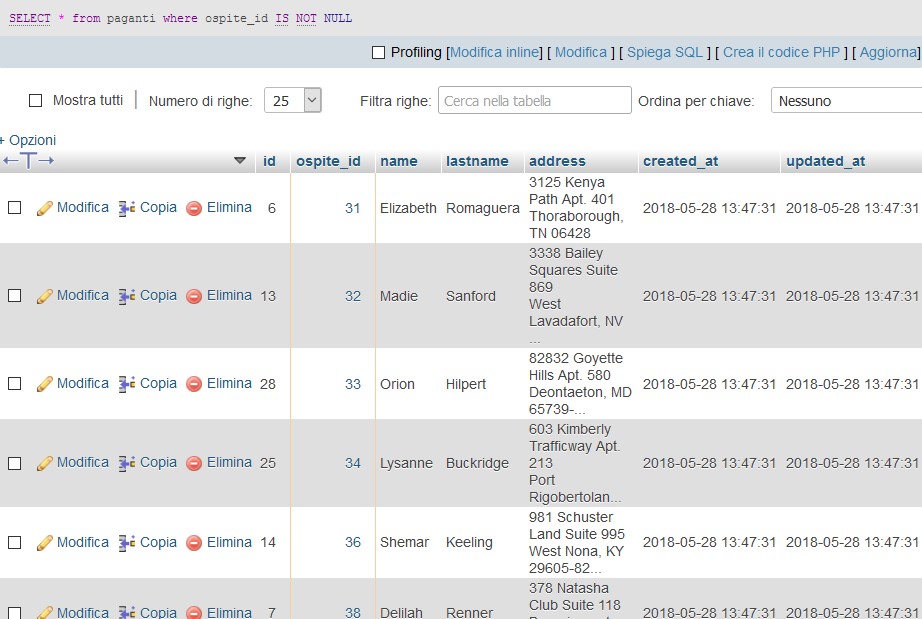 SELECT * from paganti where ospite_id IS NOT NULL
Profiling [Modifica inline] [ Modifica ] [ Spiega SQL ] [ Crea il codice PHP ] [ Aggiorna]
Mostra tutti | Numero di righe: 25 Filtra righe: Cerca nella tabella Ordina per chiave: Nessuno
+ Opzioni
←T→ id ospite_id name lastname address created_at updated_at
3125 Kenya
Path Apt. 401
Modifica Copia Elimina 6 31 Elizabeth Romaguera Thoraborough, 2018-05-28 13:47:31 2018-05-28 13:47:31
TN 06428
3338 Bailey
Squares Suite
869
Modifica Copia Elimina 13 32 Madie Sanford West 2018-05-28 13:47:31 2018-05-28 13:47:31
Lavadafort, NV
...
82832 Goyette
Hills Apt. 580
Modifica Copia Elimina 28 33 Orion Hilpert Deontaeton, MD 2018-05-28 13:47:31 2018-05-28 13:47:31
65739-...
603 Kimberly
Trafficway Apt.
Modifica Copia Elimina 25 34 Lysanne Buckridge 213 2018-05-28 13:47:31 2018-05-28 13:47:31
Port
Rigobertolan...
981 Schuster
Land Suite 995
Modifica Copia Elimina 14 36 Shemar Keeling West Nona, KY 2018-05-28 13:47:31 2018-05-28 13:47:31
29605-82...
378 Natasha
Club Suite 118
Modifica Copia Elimina 7 38 Delilah Renner 2018-05-28 13:47:31 2018-05-28 13:47:31